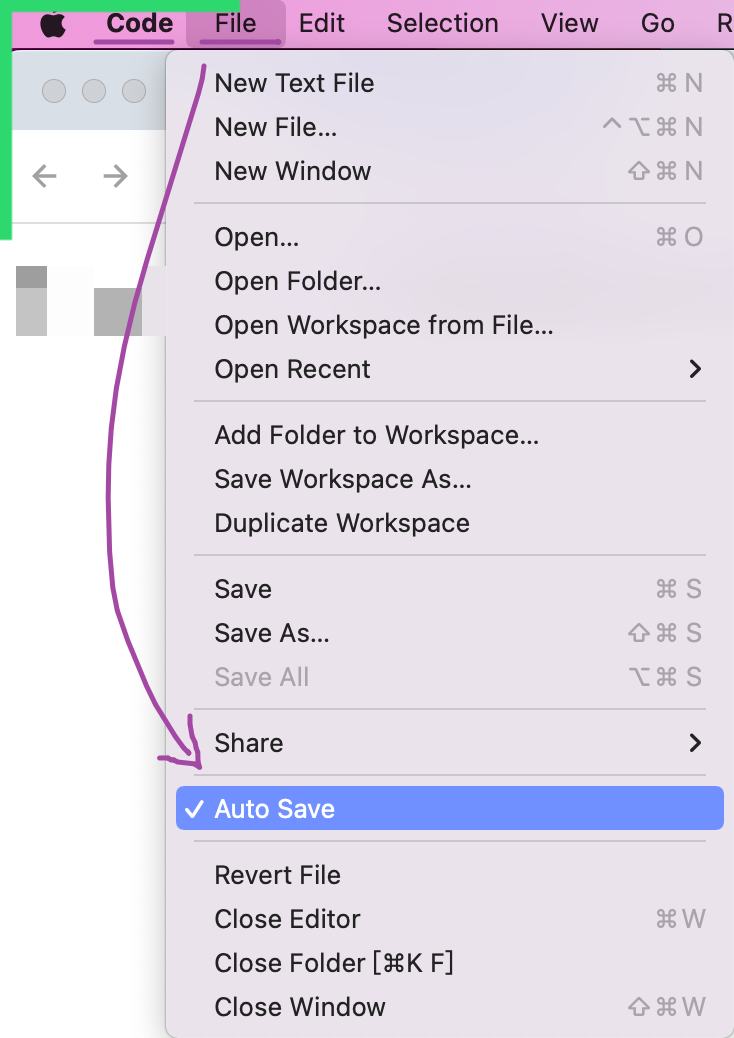 Code File Edit Selection View Go R
New Text File ⌘ N
New File... ^⌥⌘ N
New Window ⇧⌘ N
Open... ⌘ O
Open Folder...
Open Workspace from File...
Open Recent >
Add Folder to Workspace...
Save Workspace As...
Duplicate Workspace
Save ⌘ S
Save As... ⇧⌘ S
Save All ⌥⌘ S
Share >
✓ Auto Save
Revert File
Close Editor ⌘W
Close Folder [⌘K F]
Close Window ⇧⌘W